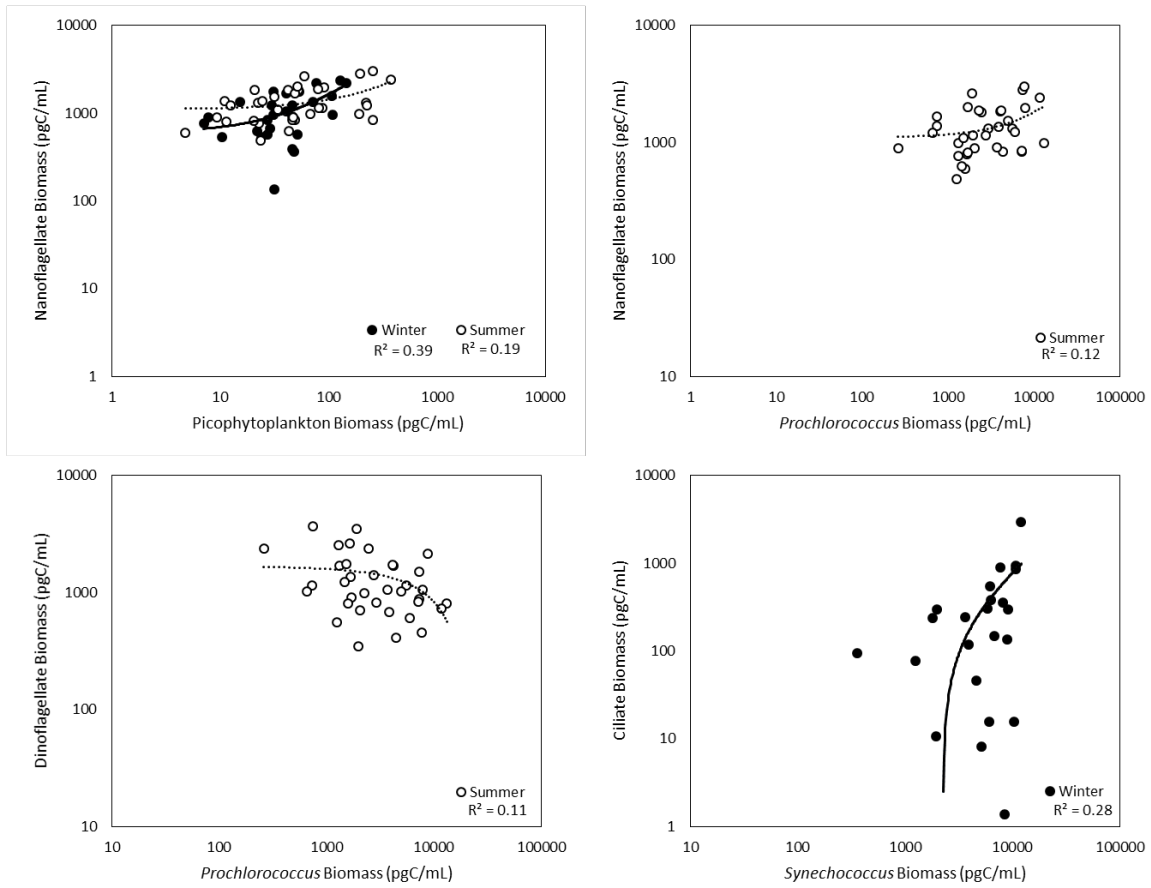 10000
1000
100
10
1
Nanoflagellate Biomass (pgC/mL)
Winter
Summer
R² = 0.39
R² = 0.19
1
10
100
1000
10000
Picophytoplankton Biomass (pgC/mL)
10000
1000
100
10
Nanoflagellate Biomass (pgC/mL)
Summer
R² = 0.12
10
100
1000
10000
100000
Prochlorococcus Biomass (pgC/mL)
10000
1000
100
10
Dinoflagellate Biomass (pgC/mL)
Summer
R² = 0.11
10
100
1000
10000
100000
Prochlorococcus Biomass (pgC/mL)
10000
1000
100
10
1
Ciliate Biomass (pgC/mL)
Winter
R² = 0.28
10
100
1000
10000
100000
Synechococcus Biomass (pgC/mL)